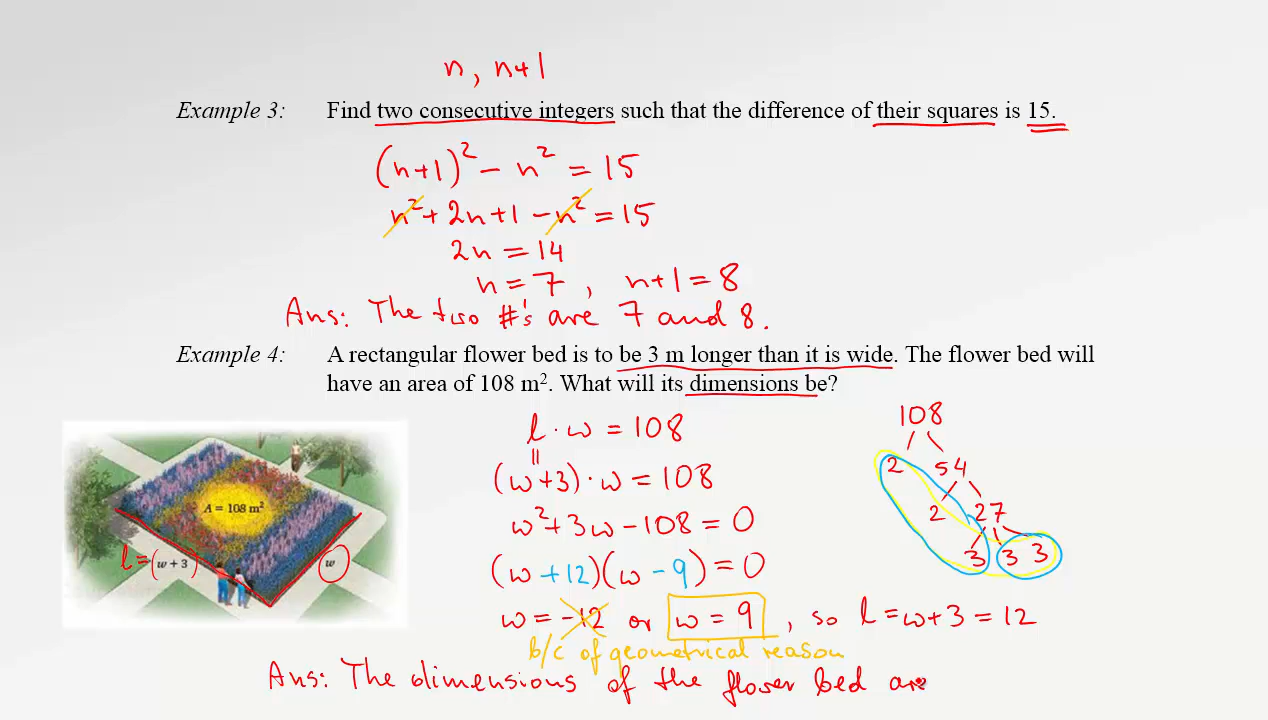 n, n+1
Example 3: Find two consecutive integers such that the difference of their squares is 15.
(n+1)² − n² = 15
n² + 2n + 1 − n² = 15
2n = 14
n = 7, n+1 = 8
Ans: The two #'s are 7 and 8.
Example 4: A rectangular flower bed is to be 3 m longer than it is wide. The flower bed will
have an area of 108 m². What will its dimensions be?
l · w = 108
||
(w+3) · w = 108
w² + 3w − 108 = 0
(w + 12)(w − 9) = 0
w = −12 or w = 9, so l = w+3 = 12
b/c of geometrical reason
Ans: The dimensions of the flower bed are
A = 108 m²
l = (w + 3)
w
108
2 54
2 27
3 3 3